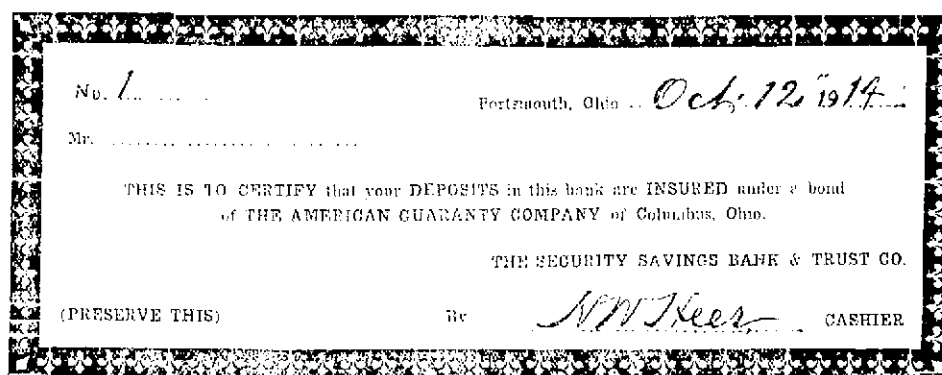 No. 1
Portsmouth, Ohio .. Oct. 12" 1914
Mr.
THIS IS TO CERTIFY that your DEPOSITS in this bank are INSURED under a bond
of THE AMERICAN GUARANTY COMPANY of Columbus, Ohio.
THE SECURITY SAVINGS BANK & TRUST CO.
(PRESERVE THIS) By N W Heer CASHIER